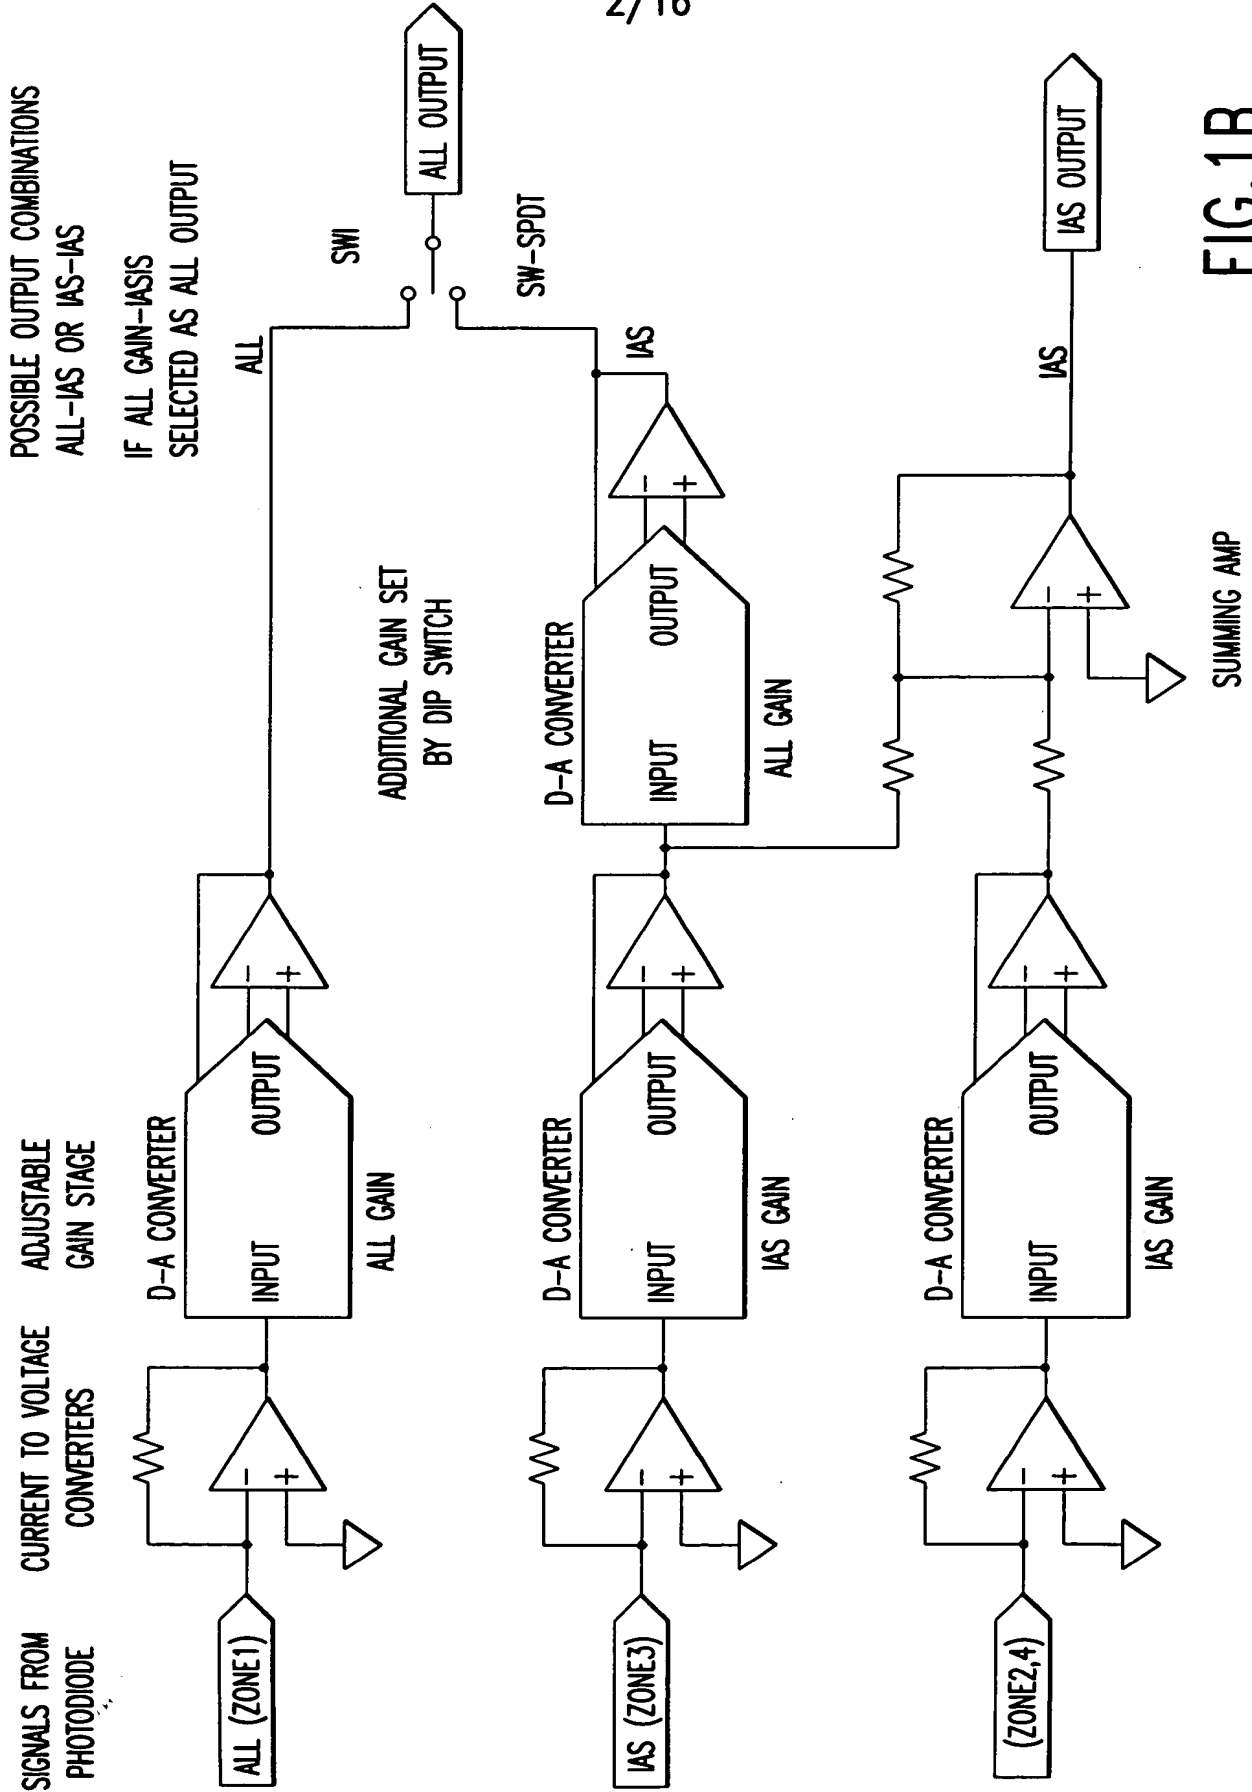 2/16
SIGNALS FROM
PHOTODIODE
CURRENT TO VOLTAGE
CONVERTERS
ADJUSTABLE
GAIN STAGE
POSSIBLE OUTPUT COMBINATIONS
ALL-IAS OR IAS-IAS
IF ALL GAIN-IASIS
SELECTED AS ALL OUTPUT
ALL (ZONE1)
-
+
D-A CONVERTER
INPUT
OUTPUT
ALL GAIN
-
+
ALL
SWI
SW-SPDT
ALL OUTPUT
ADDITIONAL GAIN SET
BY DIP SWITCH
IAS (ZONE3)
-
+
D-A CONVERTER
INPUT
OUTPUT
IAS GAIN
-
+
D-A CONVERTER
INPUT
OUTPUT
ALL GAIN
-
+
IAS
(ZONE2,4)
-
+
D-A CONVERTER
INPUT
OUTPUT
IAS GAIN
-
+
-
+
SUMMING AMP
IAS
IAS OUTPUT
FIG.1B